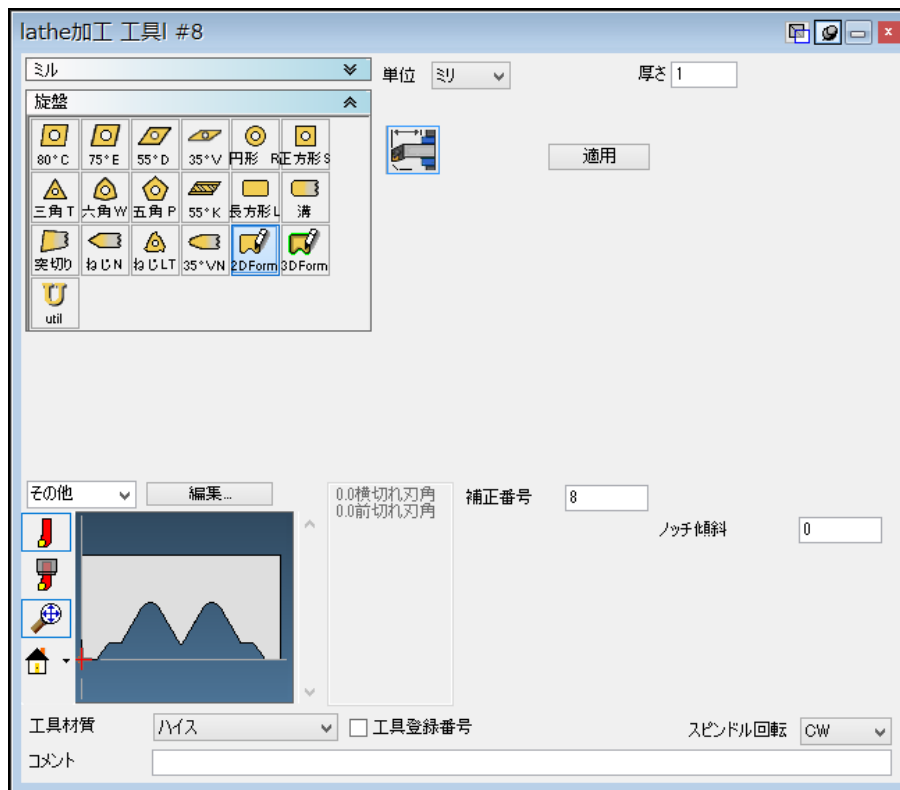 lathe加工 工具l #8
ミル
単位 ミリ
厚さ 1
旋盤
80°C 75°E 55°D 35°V 円形 R 正方形S
適用
三角T 六角W 五角P 55°K 長方形L 溝
突切り ねじN ねじLT 35°VN 2DForm 3DForm
util
その他
編集...
0.0横切れ刃角
0.0前切れ刃角
補正番号 8
ノッチ傾斜 0
工具材質 ハイス
工具登録番号
スピンドル回転 CW
コメント